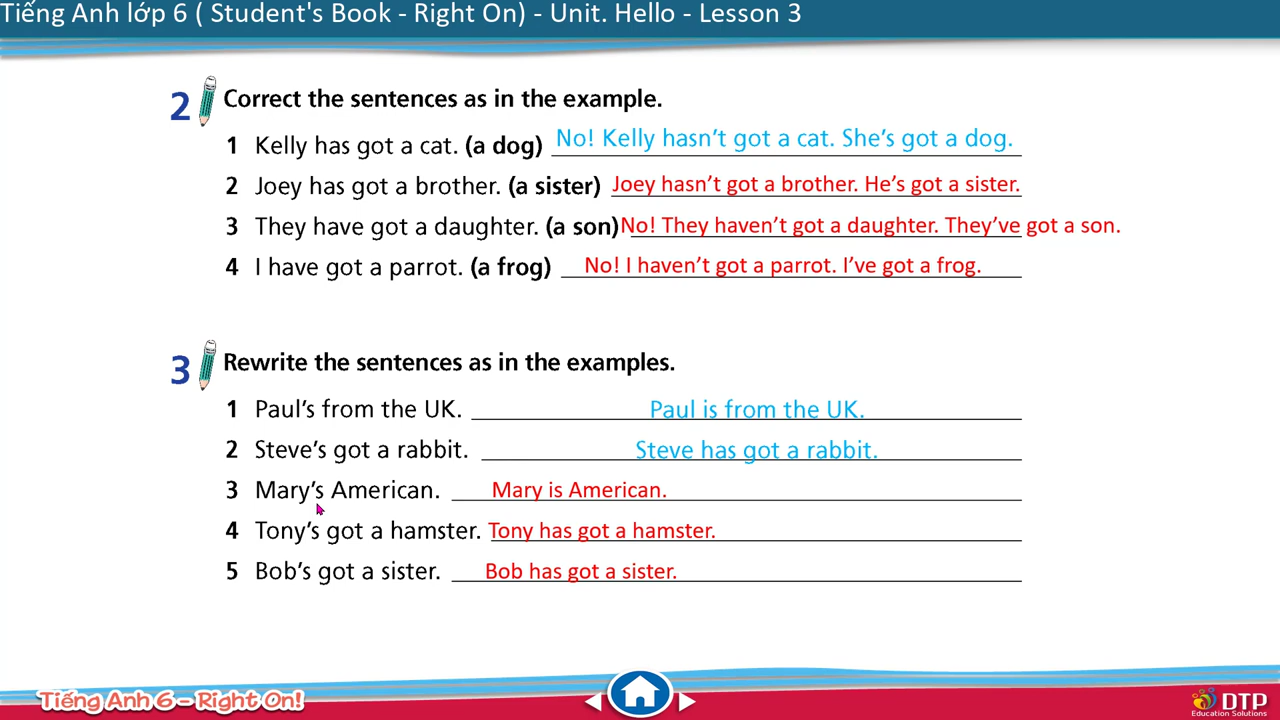 Tiếng Anh lớp 6 ( Student's Book - Right On) - Unit. Hello - Lesson 3
2 Correct the sentences as in the example.
1 Kelly has got a cat. (a dog) No! Kelly hasn't got a cat. She's got a dog.
2 Joey has got a brother. (a sister) Joey hasn't got a brother. He's got a sister.
3 They have got a daughter. (a son) No! They haven't got a daughter. They've got a son.
4 I have got a parrot. (a frog) No! I haven't got a parrot. I've got a frog.
3 Rewrite the sentences as in the examples.
1 Paul's from the UK. Paul is from the UK.
2 Steve's got a rabbit. Steve has got a rabbit.
3 Mary's American. Mary is American.
4 Tony's got a hamster. Tony has got a hamster.
5 Bob's got a sister. Bob has got a sister.
Tiếng Anh 6 – Right On!
DTP
Education Solutions